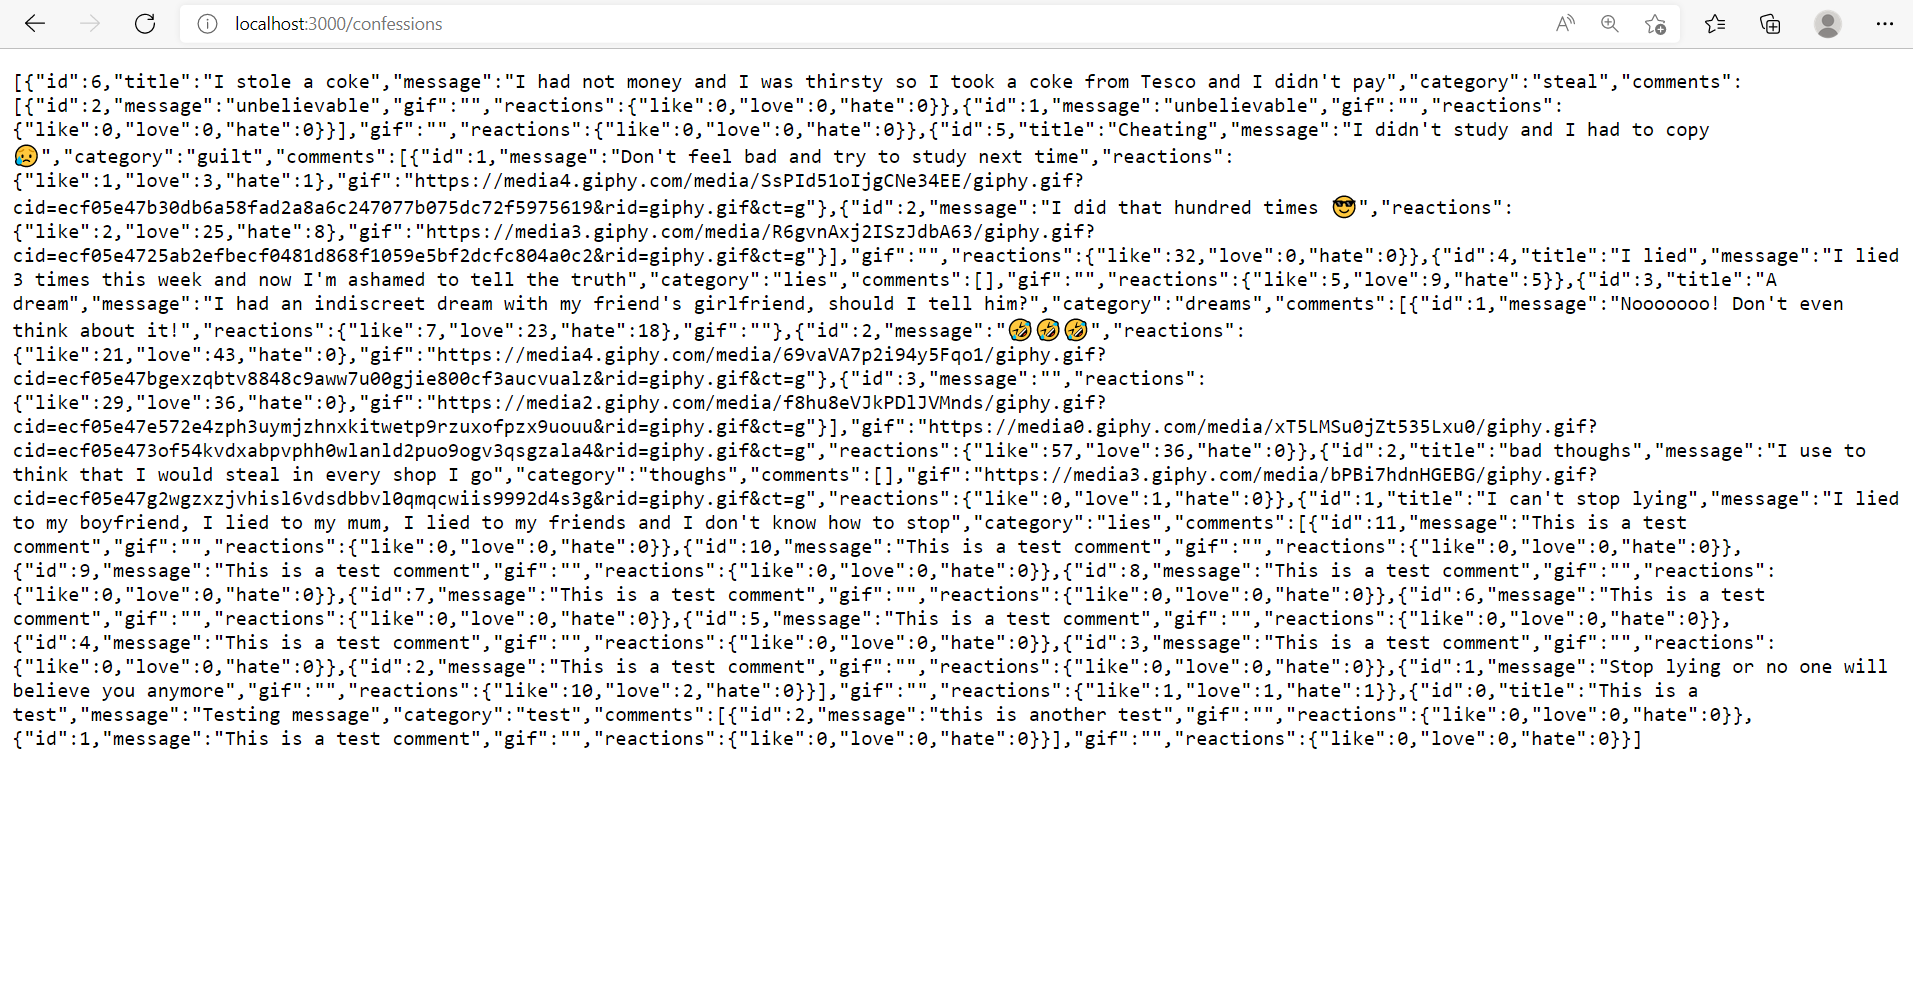 localhost:3000/confessions
[{"id":6,"title":"I stole a coke","message":"I had not money and I was thirsty so I took a coke from Tesco and I didn't pay","category":"steal","comments":
[{"id":2,"message":"unbelievable","gif":"","reactions":{"like":0,"love":0,"hate":0}},{"id":1,"message":"unbelievable","gif":"","reactions":
{"like":0,"love":0,"hate":0}}],"gif":"","reactions":{"like":0,"love":0,"hate":0}},{"id":5,"title":"Cheating","message":"I didn't study and I had to copy
😥","category":"guilt","comments":[{"id":1,"message":"Don't feel bad and try to study next time","reactions":
{"like":1,"love":3,"hate":1},"gif":"https://media4.giphy.com/media/SsPId51oIjgCNe34EE/giphy.gif?
cid=ecf05e47b30db6a58fad2a8a6c247077b075dc72f5975619&rid=giphy.gif&ct=g"},{"id":2,"message":"I did that hundred times 😎","reactions":
{"like":2,"love":25,"hate":8},"gif":"https://media3.giphy.com/media/R6gvnAxj2ISzJdbA63/giphy.gif?
cid=ecf05e4725ab2efbecf0481d868f1059e5bf2dcfc804a0c2&rid=giphy.gif&ct=g"}],"gif":"","reactions":{"like":32,"love":0,"hate":0}},{"id":4,"title":"I lied","message":"I lied
3 times this week and now I'm ashamed to tell the truth","category":"lies","comments":[],"gif":"","reactions":{"like":5,"love":9,"hate":5}},{"id":3,"title":"A
dream","message":"I had an indiscreet dream with my friend's girlfriend, should I tell him?","category":"dreams","comments":[{"id":1,"message":"Nooooooo! Don't even
think about it!","reactions":{"like":7,"love":23,"hate":18},"gif":""},{"id":2,"message":"🤣🤣🤣","reactions":
{"like":21,"love":43,"hate":0},"gif":"https://media4.giphy.com/media/69vaVA7p2i94y5Fqo1/giphy.gif?
cid=ecf05e47bgexzqbtv8848c9aww7u00gjie800cf3aucvualz&rid=giphy.gif&ct=g"},{"id":3,"message":"","reactions":
{"like":29,"love":36,"hate":0},"gif":"https://media2.giphy.com/media/f8hu8eVJkPDlJVMnds/giphy.gif?
cid=ecf05e47e572e4zph3uymjzhnxkitwetp9rzuxofpzx9uouu&rid=giphy.gif&ct=g"}],"gif":"https://media0.giphy.com/media/xT5LMSu0jZt535Lxu0/giphy.gif?
cid=ecf05e473of54kvdxabpvphh0wlanld2puo9ogv3qsgzala4&rid=giphy.gif&ct=g","reactions":{"like":57,"love":36,"hate":0}},{"id":2,"title":"bad thoughs","message":"I use to
think that I would steal in every shop I go","category":"thoughs","comments":[],"gif":"https://media3.giphy.com/media/bPBi7hdnHGEBG/giphy.gif?
cid=ecf05e47g2wgzxzjvhisl6vdsdbbvl0qmqcwiis9992d4s3g&rid=giphy.gif&ct=g","reactions":{"like":0,"love":1,"hate":0}},{"id":1,"title":"I can't stop lying","message":"I lied
to my boyfriend, I lied to my mum, I lied to my friends and I don't know how to stop","category":"lies","comments":[{"id":11,"message":"This is a test
comment","gif":"","reactions":{"like":0,"love":0,"hate":0}},{"id":10,"message":"This is a test comment","gif":"","reactions":{"like":0,"love":0,"hate":0}},
{"id":9,"message":"This is a test comment","gif":"","reactions":{"like":0,"love":0,"hate":0}},{"id":8,"message":"This is a test comment","gif":"","reactions":
{"like":0,"love":0,"hate":0}},{"id":7,"message":"This is a test comment","gif":"","reactions":{"like":0,"love":0,"hate":0}},{"id":6,"message":"This is a test
comment","gif":"","reactions":{"like":0,"love":0,"hate":0}},{"id":5,"message":"This is a test comment","gif":"","reactions":{"like":0,"love":0,"hate":0}},
{"id":4,"message":"This is a test comment","gif":"","reactions":{"like":0,"love":0,"hate":0}},{"id":3,"message":"This is a test comment","gif":"","reactions":
{"like":0,"love":0,"hate":0}},{"id":2,"message":"This is a test comment","gif":"","reactions":{"like":0,"love":0,"hate":0}},{"id":1,"message":"Stop lying or no one will
believe you anymore","gif":"","reactions":{"like":10,"love":2,"hate":0}}],"gif":"","reactions":{"like":1,"love":1,"hate":1}},{"id":0,"title":"This is a
test","message":"Testing message","category":"test","comments":[{"id":2,"message":"this is another test","gif":"","reactions":{"like":0,"love":0,"hate":0}},
{"id":1,"message":"This is a test comment","gif":"","reactions":{"like":0,"love":0,"hate":0}}],"gif":"","reactions":{"like":0,"love":0,"hate":0}}]